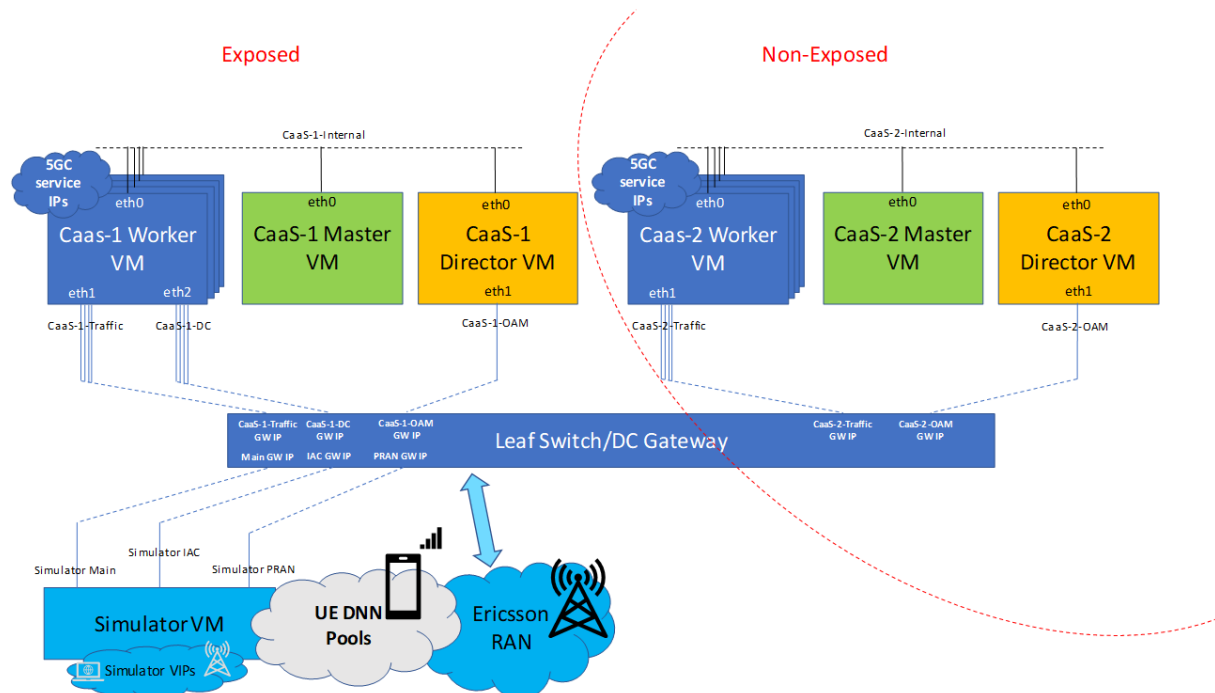 Exposed
Non-Exposed
CaaS-1-Internal
CaaS-2-Internal
5GC
service
IPs
eth0
Caas-1 Worker
VM
eth1
eth2
eth0
CaaS-1 Master
VM
eth0
CaaS-1
Director VM
eth1
5GC
service
IPs
eth0
Caas-2 Worker
VM
eth1
eth0
CaaS-2 Master
VM
eth0
CaaS-2
Director VM
eth1
CaaS-1-Traffic
CaaS-1-DC
CaaS-1-OAM
CaaS-2-Traffic
CaaS-2-OAM
CaaS-1-Traffic
GW IP
CaaS-1-DC
GW IP
CaaS-1-OAM
GW IP
Main GW IP
IAC GW IP
PRAN GW IP
Leaf Switch/DC Gateway
CaaS-2-Traffic
GW IP
CaaS-2-OAM
GW IP
Simulator IAC
Simulator Main
Simulator PRAN
Simulator VM
Simulator VIPs
UE DNN
Pools
Ericsson
RAN